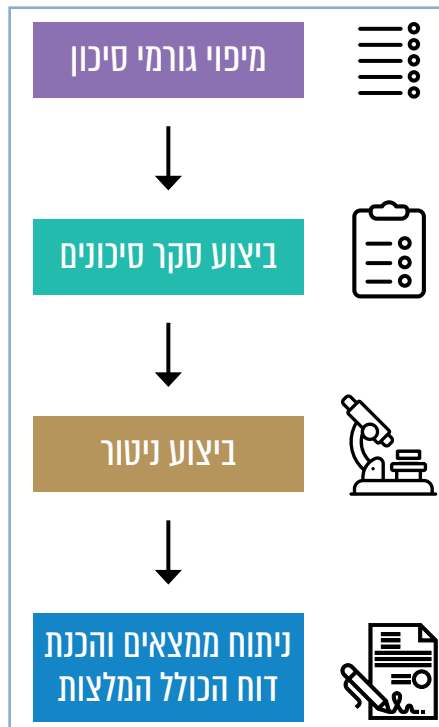 מיפוי גורמי סיכון
ביצוע סקר סיכונים
ביצוע ניטור
ניתוח ממצאים והכנת
דוח הכולל המלצות